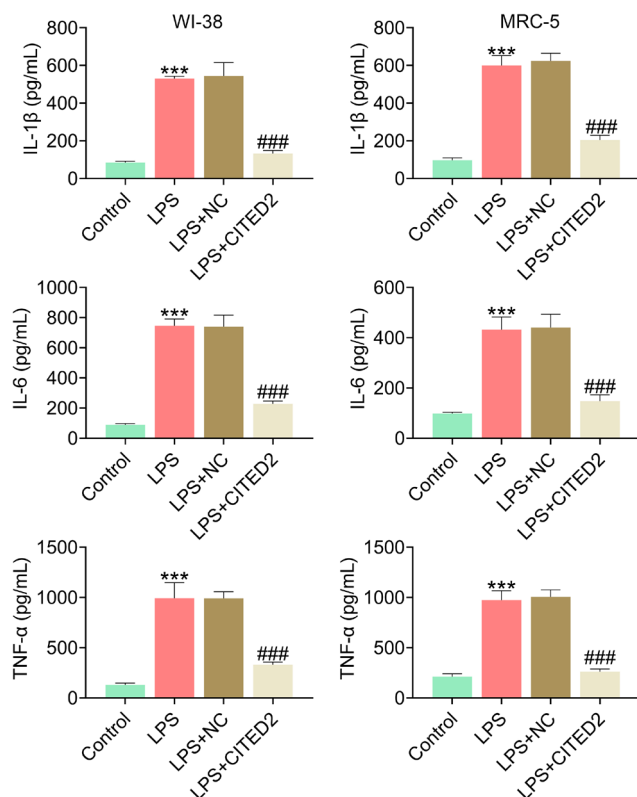 WI-38
MRC-5
IL-1β (pg/mL)
800
600
400
200
0
***
###
Control
LPS
LPS+NC
LPS+CITED2
IL-1β (pg/mL)
800
600
400
200
0
***
###
Control
LPS
LPS+NC
LPS+CITED2
IL-6 (pg/mL)
1000
800
600
400
200
0
***
###
Control
LPS
LPS+NC
LPS+CITED2
IL-6 (pg/mL)
600
400
200
0
***
###
Control
LPS
LPS+NC
LPS+CITED2
TNF-α (pg/mL)
1500
1000
500
0
***
###
Control
LPS
LPS+NC
LPS+CITED2
TNF-α (pg/mL)
1500
1000
500
0
***
###
Control
LPS
LPS+NC
LPS+CITED2